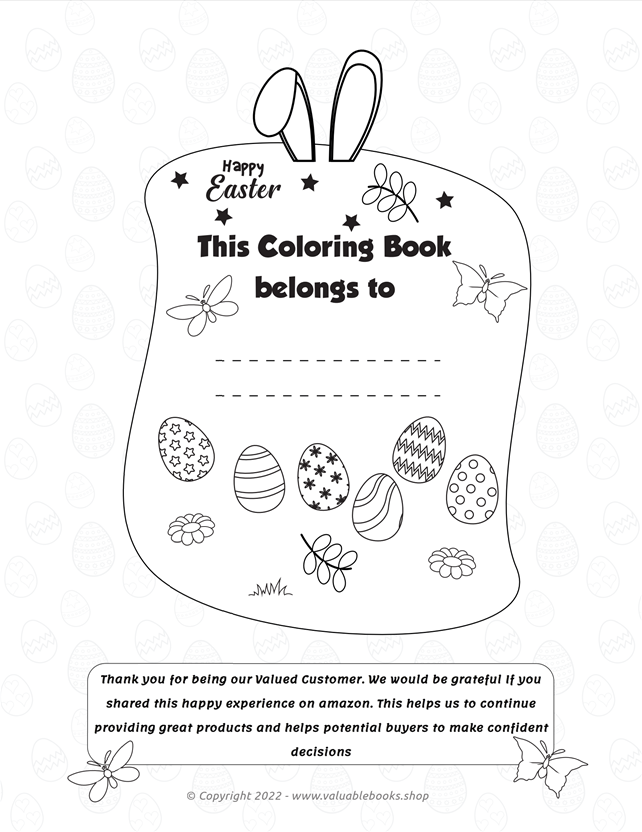 Happy
Easter
This Coloring Book
belongs to
Thank you for being our Valued Customer. We would be grateful If you
shared this happy experience on amazon. This helps us to continue
providing great products and helps potential buyers to make confident
decisions
© Copyright 2022 - www.valuablebooks.shop